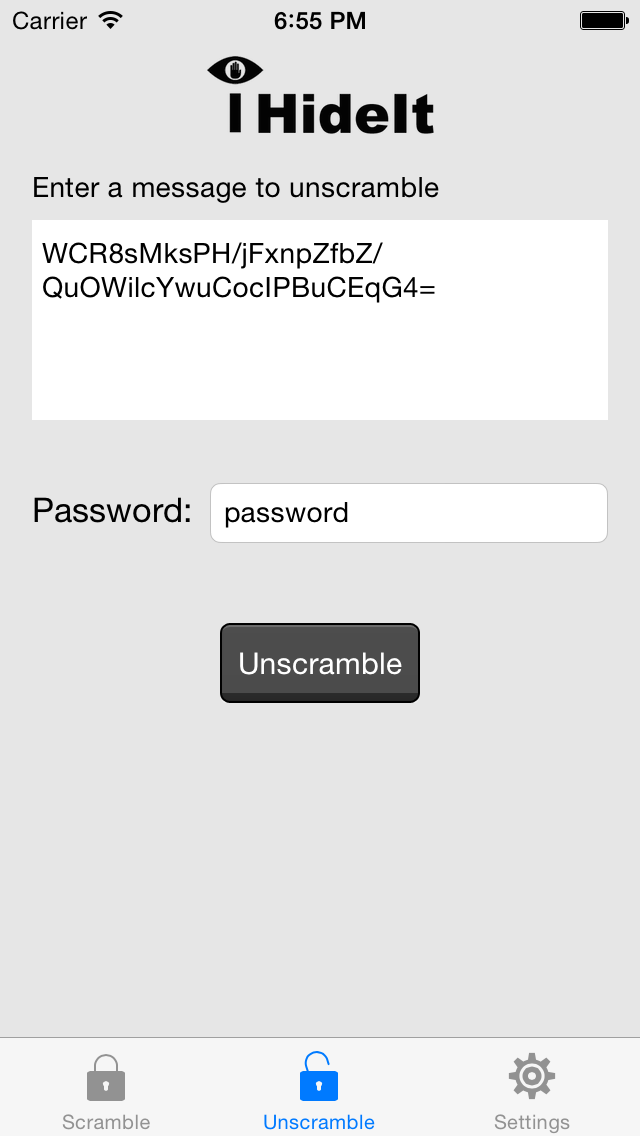 Carrier 6:55 PM
I HideIt
Enter a message to unscramble
WCR8sMksPH/jFxnpZfbZ/
QuOWilcYwuCocIPBuCEqG4=
Password: password
Unscramble
Scramble Unscramble Settings